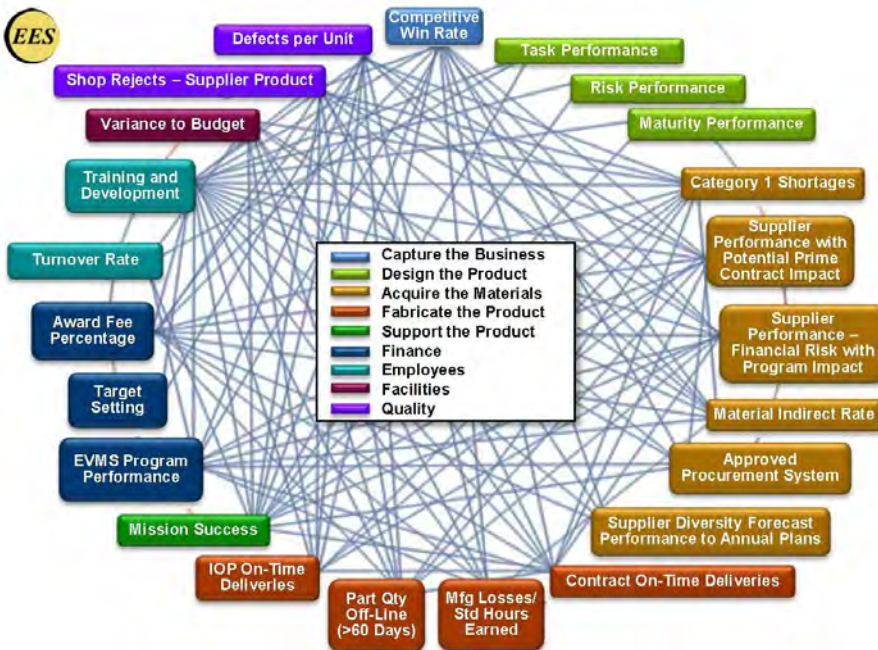 EES
Competitive
Win Rate
Defects per Unit
Task Performance
Shop Rejects – Supplier Product
Risk Performance
Variance to Budget
Maturity Performance
Training and
Development
Category 1 Shortages
Supplier
Performance with
Potential Prime
Contract Impact
Turnover Rate
Capture the Business
Design the Product
Acquire the Materials
Fabricate the Product
Support the Product
Finance
Employees
Facilities
Quality
Award Fee
Percentage
Supplier
Performance –
Financial Risk with
Program Impact
Target
Setting
Material Indirect Rate
EVMS Program
Performance
Approved
Procurement System
Mission Success
Supplier Diversity Forecast
Performance to Annual Plans
IOP On-Time
Deliveries
Contract On-Time Deliveries
Part Qty
Off-Line
(>60 Days)
Mfg Losses/
Std Hours
Earned